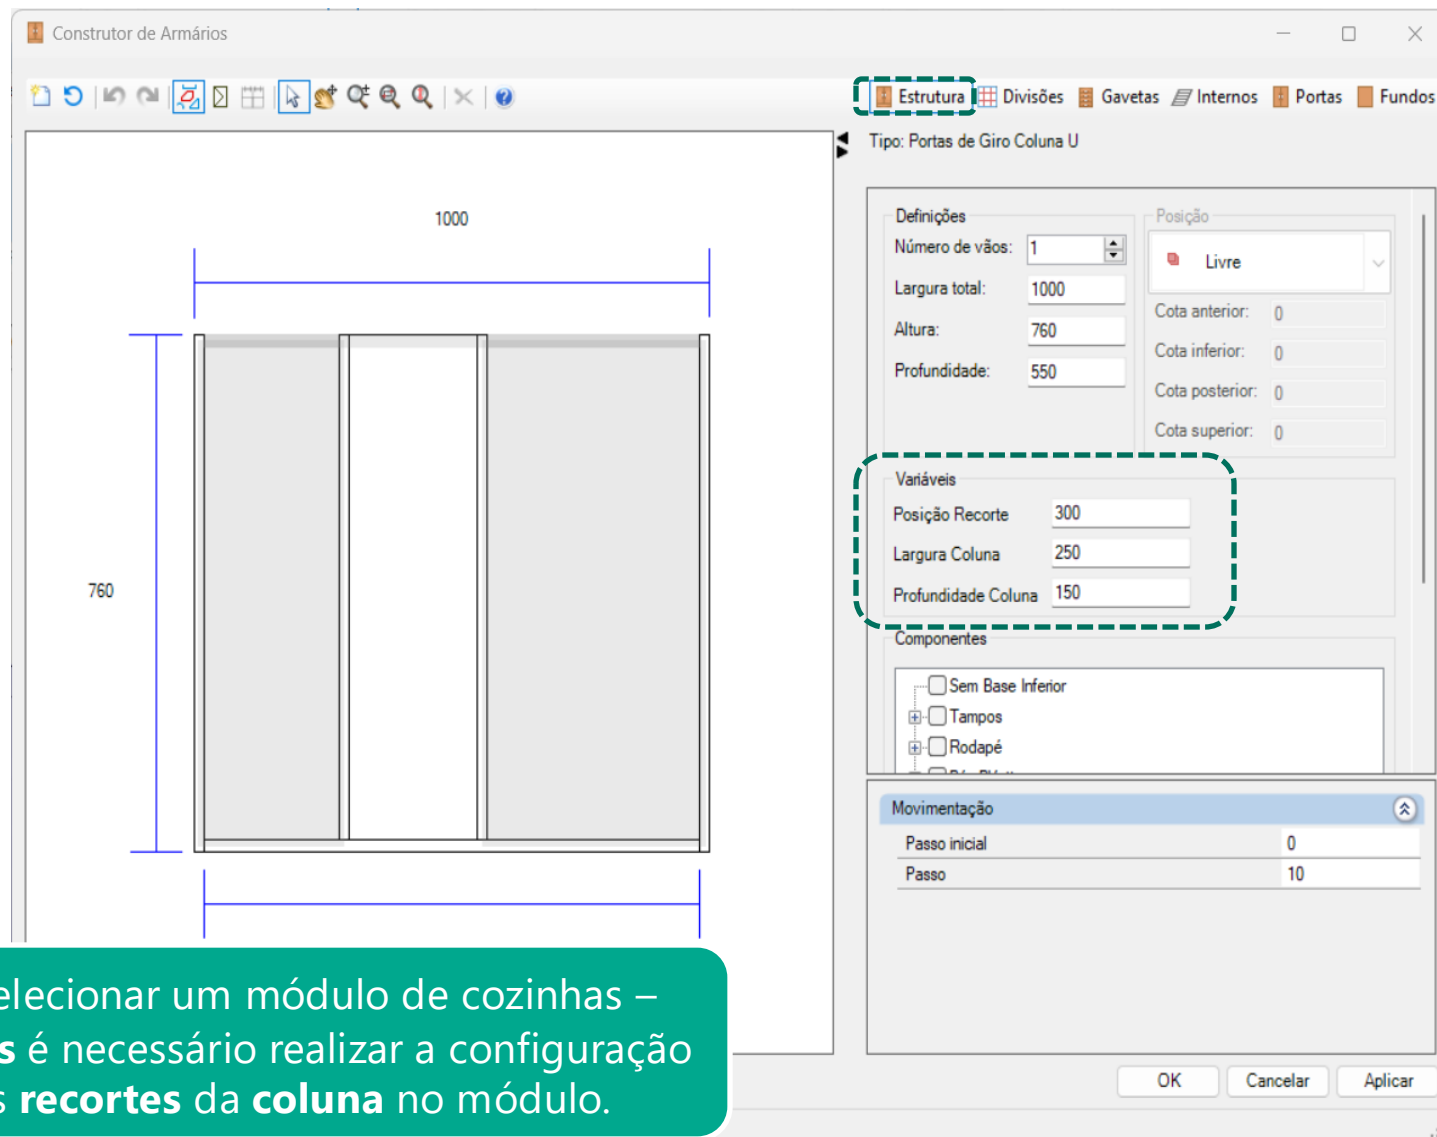 Construtor de Armários
Estrutura Divisões Gavetas Internos Portas Fundos
Tipo: Portas de Giro Coluna U
1000
760
Definições
Número de vãos: 1
Largura total: 1000
Altura: 760
Profundidade: 550
Posição
Livre
Cota anterior: 0
Cota inferior: 0
Cota posterior: 0
Cota superior: 0
Variáveis
Posição Recorte 300
Largura Coluna 250
Profundidade Coluna 150
Componentes
Sem Base Inferior
Tampos
Rodapé
Movimentação
Passo inicial 0
Passo 10
elecionar um módulo de cozinhas –
s é necessário realizar a configuração
s recortes da coluna no módulo.
OK Cancelar Aplicar